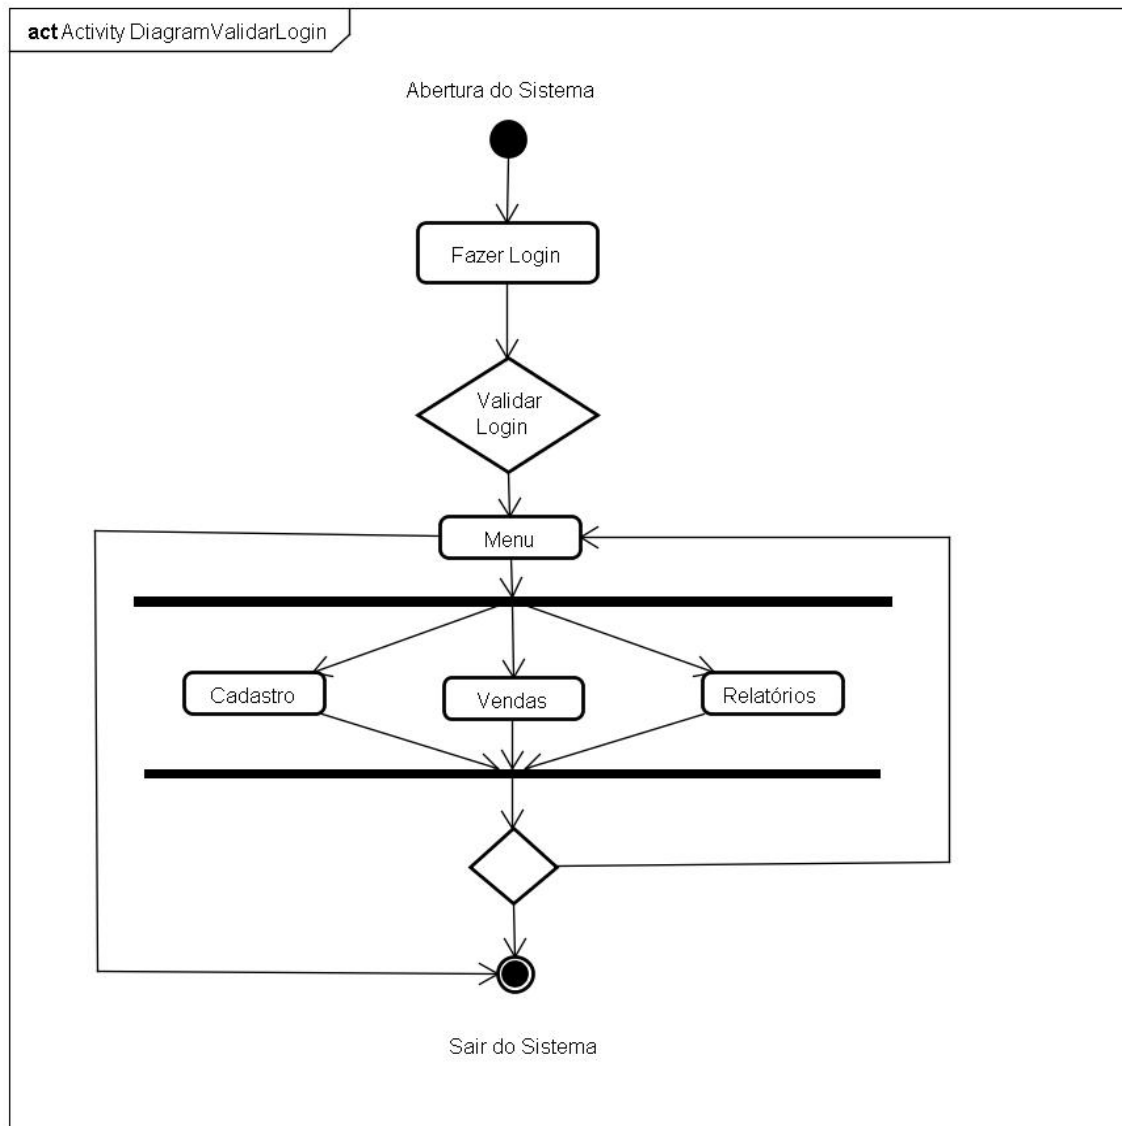 act Activity DiagramValidarLogin
Abertura do Sistema
Fazer Login
Validar
Login
Menu
Cadastro
Vendas
Relatórios
Sair do Sistema